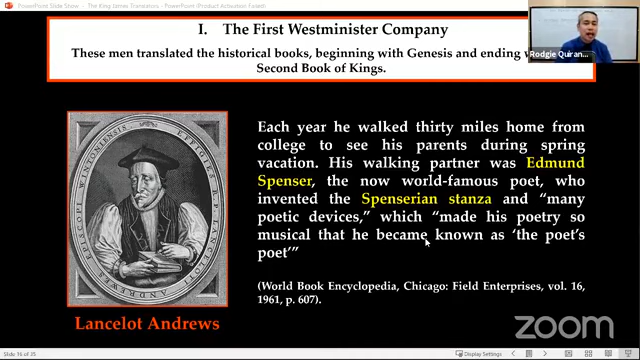 PowerPoint Slide Show - The King James Translators - PowerPoint (Product Activation Failed)
I. The First Westminister Company
These men translated the historical books, beginning with Genesis and ending
Second Book of Kings.
Rodgie Quiran...
Each year he walked thirty miles home from
college to see his parents during spring
vacation. His walking partner was Edmund
Spenser, the now world-famous poet, who
invented the Spenserian stanza and “many
poetic devices,” which “made his poetry so
musical that he became known as ‘the poet’s
poet’”
(World Book Encyclopedia, Chicago: Field Enterprises, vol. 16,
1961, p. 607).
Lancelot Andrews
zoom
Slide 16 of 35
Display Settings